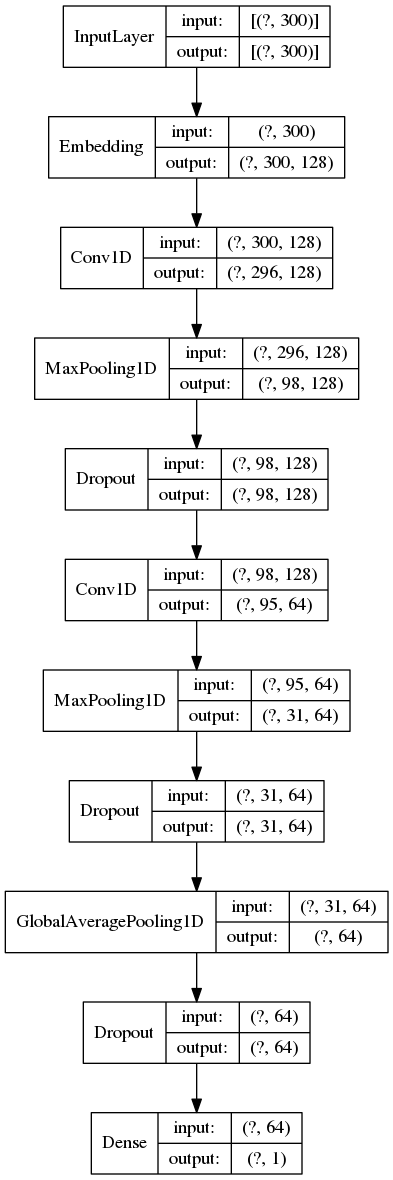 InputLayer
input: [(?, 300)]
output: [(?, 300)]
Embedding
input: (?, 300)
output: (?, 300, 128)
Conv1D
input: (?, 300, 128)
output: (?, 296, 128)
MaxPooling1D
input: (?, 296, 128)
output: (?, 98, 128)
Dropout
input: (?, 98, 128)
output: (?, 98, 128)
Conv1D
input: (?, 98, 128)
output: (?, 95, 64)
MaxPooling1D
input: (?, 95, 64)
output: (?, 31, 64)
Dropout
input: (?, 31, 64)
output: (?, 31, 64)
GlobalAveragePooling1D
input: (?, 31, 64)
output: (?, 64)
Dropout
input: (?, 64)
output: (?, 64)
Dense
input: (?, 64)
output: (?, 1)